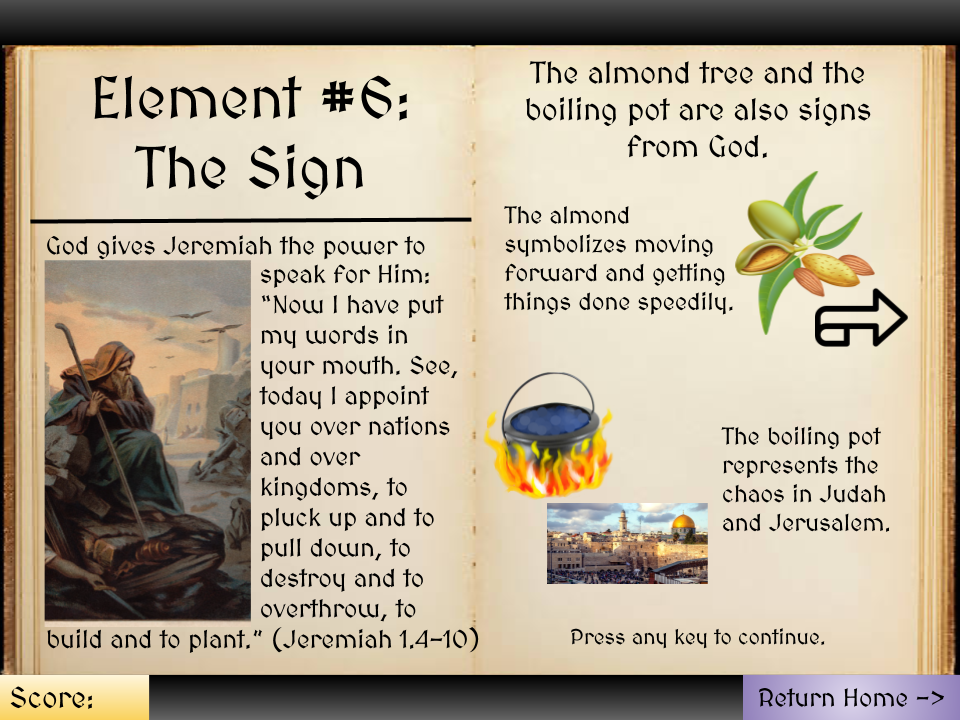 Element #6:
The Sign
God gives Jeremiah the power to
speak for Him:
"Now I have put
my words in
your mouth. See,
today I appoint
you over nations
and over
kingdoms, to
pluck up and to
pull down, to
destroy and to
overthrow, to
build and to plant." (Jeremiah 1.4-10)
The almond tree and the
boiling pot are also signs
from God.
The almond
symbolizes moving
forward and getting
things done speedily.
The boiling pot
represents the
chaos in Judah
and Jerusalem.
Press any key to continue.
Score:
Return Home ->